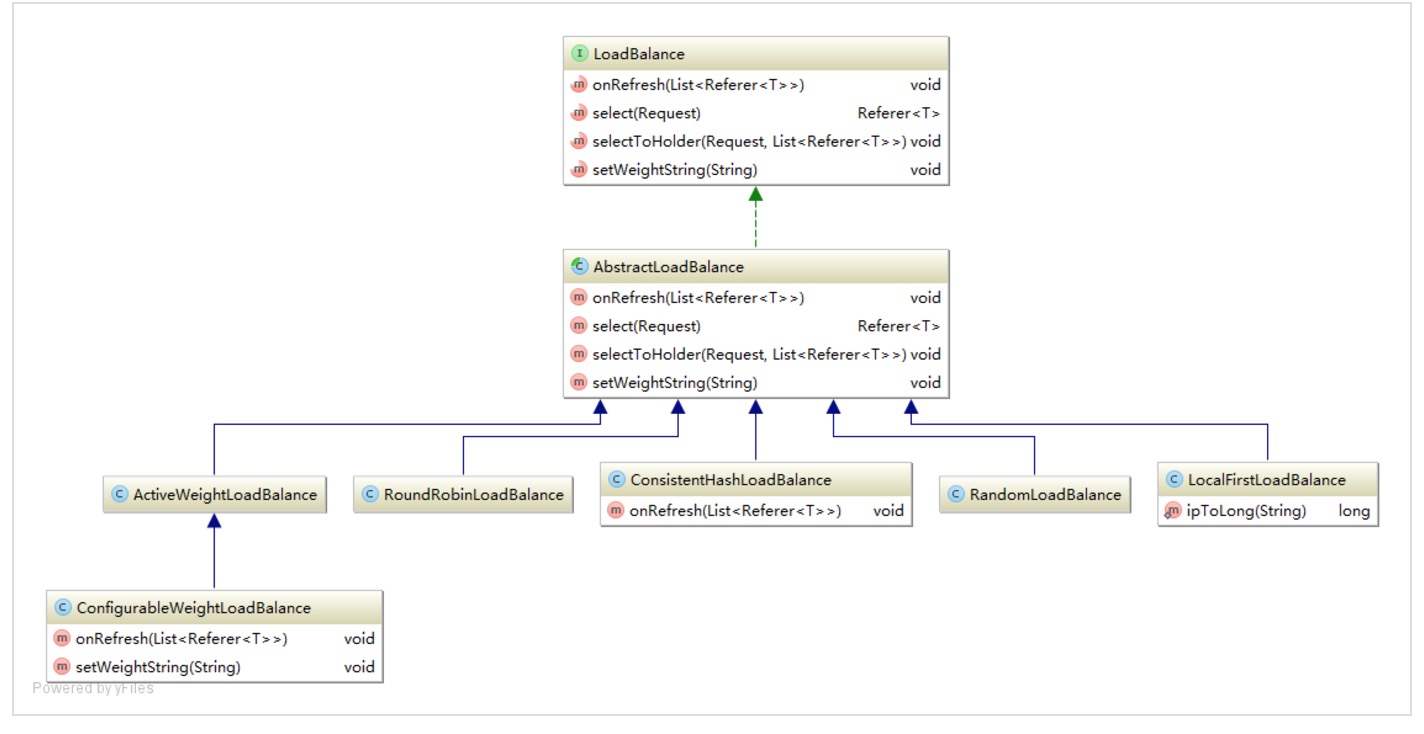 LoadBalance
onRefresh(List<Referer<T>>) void
select(Request) Referer<T>
selectToHolder(Request, List<Referer<T>>) void
setWeightString(String) void
AbstractLoadBalance
onRefresh(List<Referer<T>>) void
select(Request) Referer<T>
selectToHolder(Request, List<Referer<T>>) void
setWeightString(String) void
ActiveWeightLoadBalance
RoundRobinLoadBalance
ConsistentHashLoadBalance
onRefresh(List<Referer<T>>) void
RandomLoadBalance
LocalFirstLoadBalance
ipToLong(String) long
ConfigurableWeightLoadBalance
onRefresh(List<Referer<T>>) void
setWeightString(String) void
Powered by yFiles